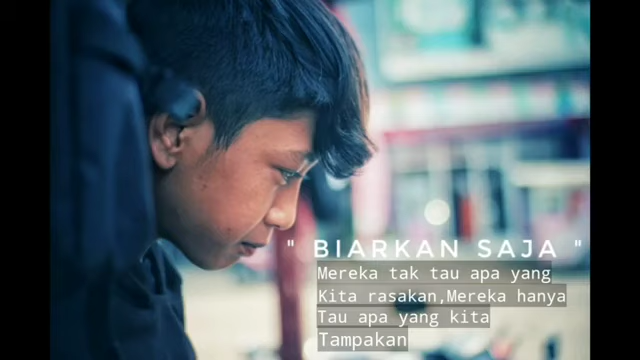 " BIARKAN SAJA "
Mereka tak tau apa yang
Kita rasakan,Mereka hanya
Tau apa yang kita
Tampakan